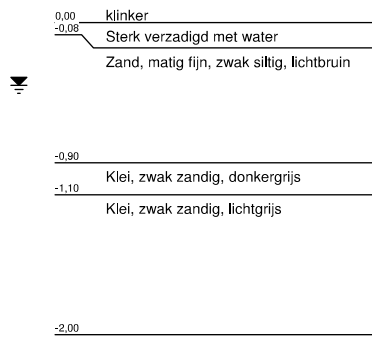 0,00 klinker
-0,08 Sterk verzadigd met water
Zand, matig fijn, zwak siltig, lichtbruin
-0,90
Klei, zwak zandig, donkergrijs
-1,10
Klei, zwak zandig, lichtgrijs
-2,00